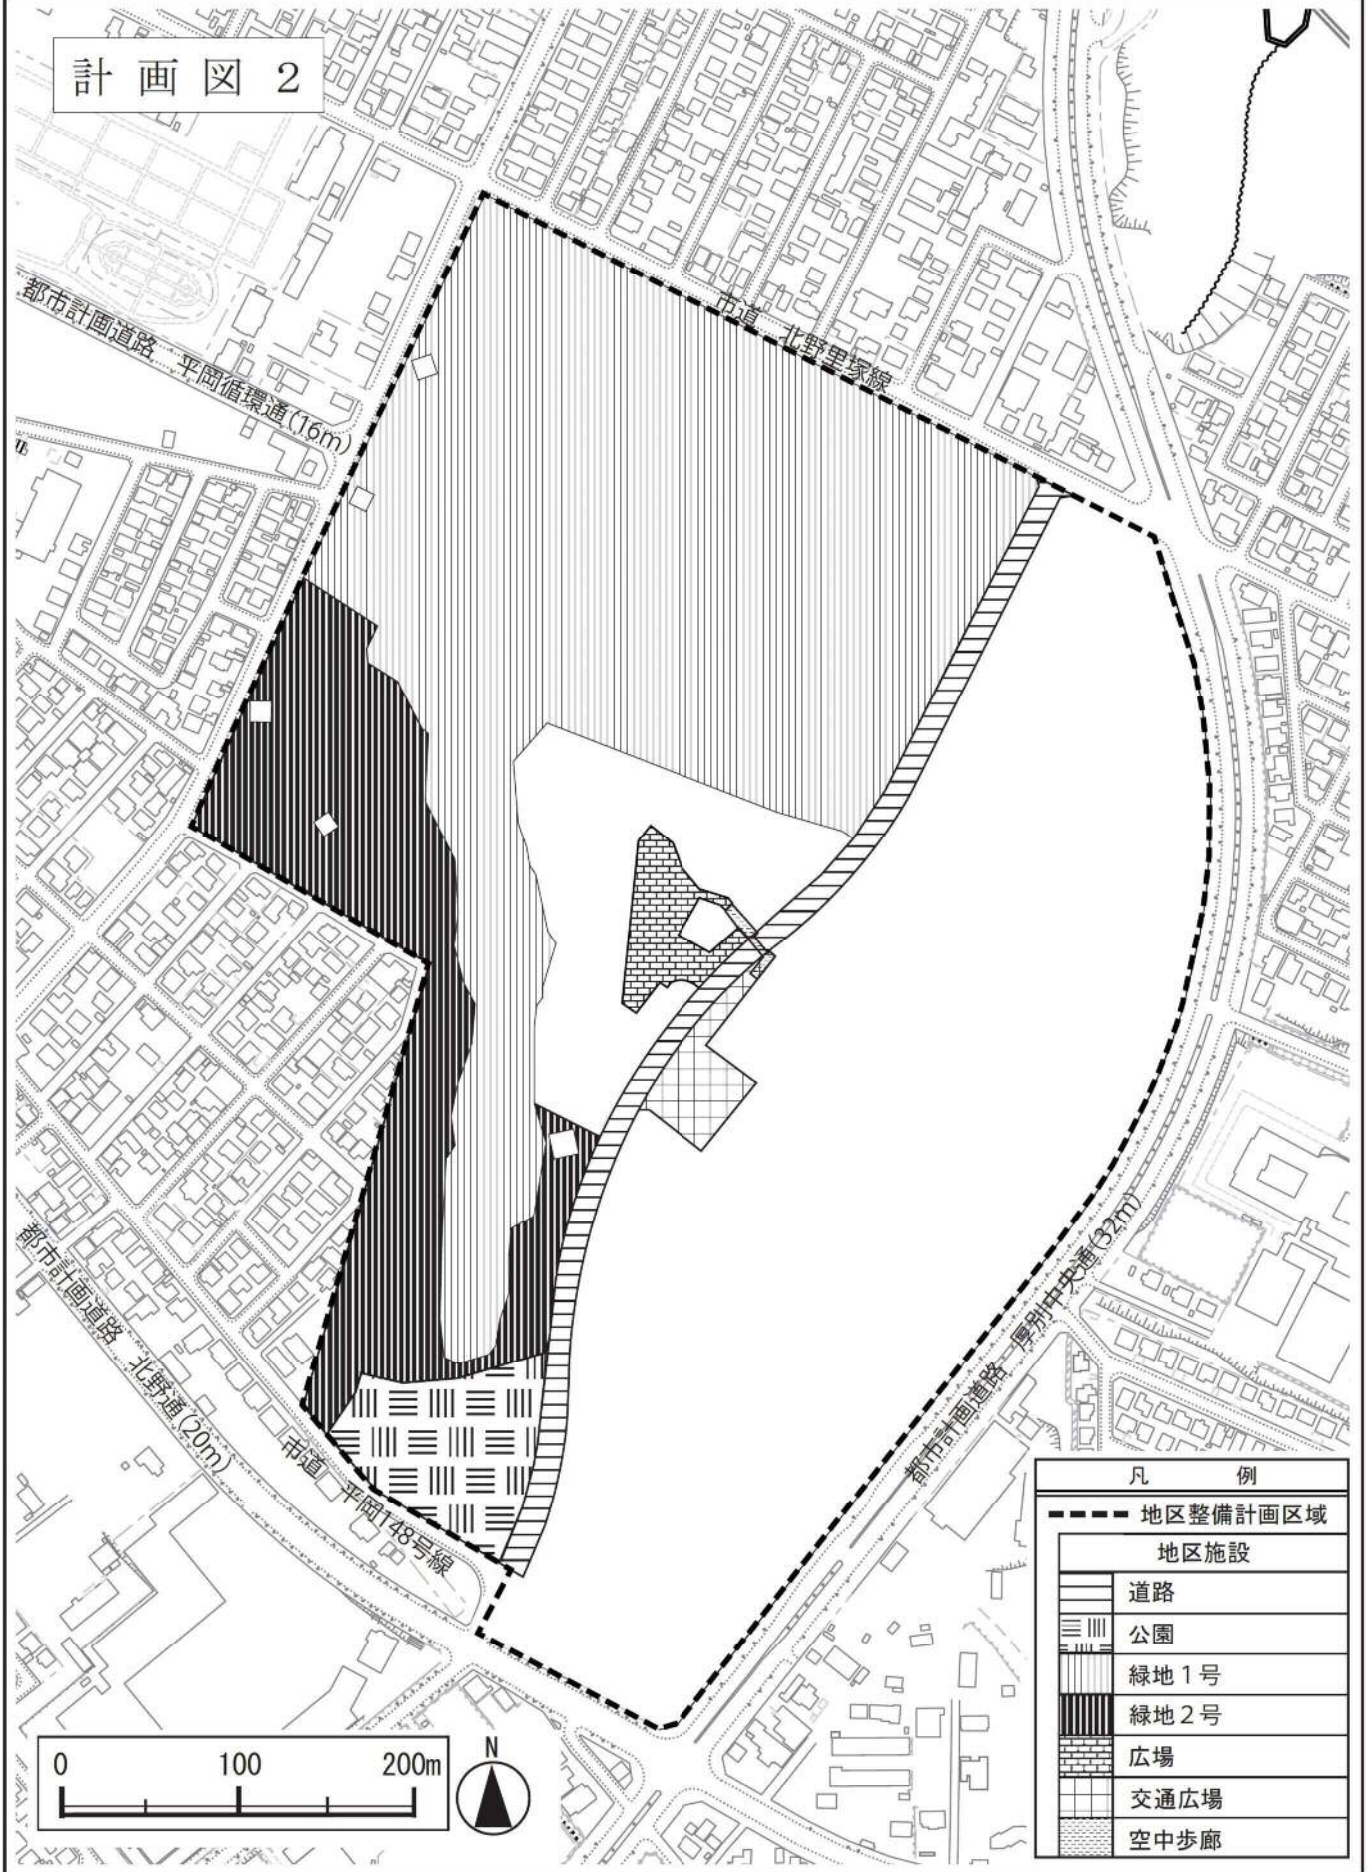 計画図 2
都市計画道路 平岡循環通(16m)
市道 北野里塚線
都市計画道路 北野通(20m)
市道 平岡148号線
都市計画道路 厚別中央通(32m)
凡 例
地区整備計画区域
地区施設
道路
公園
緑地1号
緑地2号
広場
交通広場
空中歩廊
0 100 200m
N